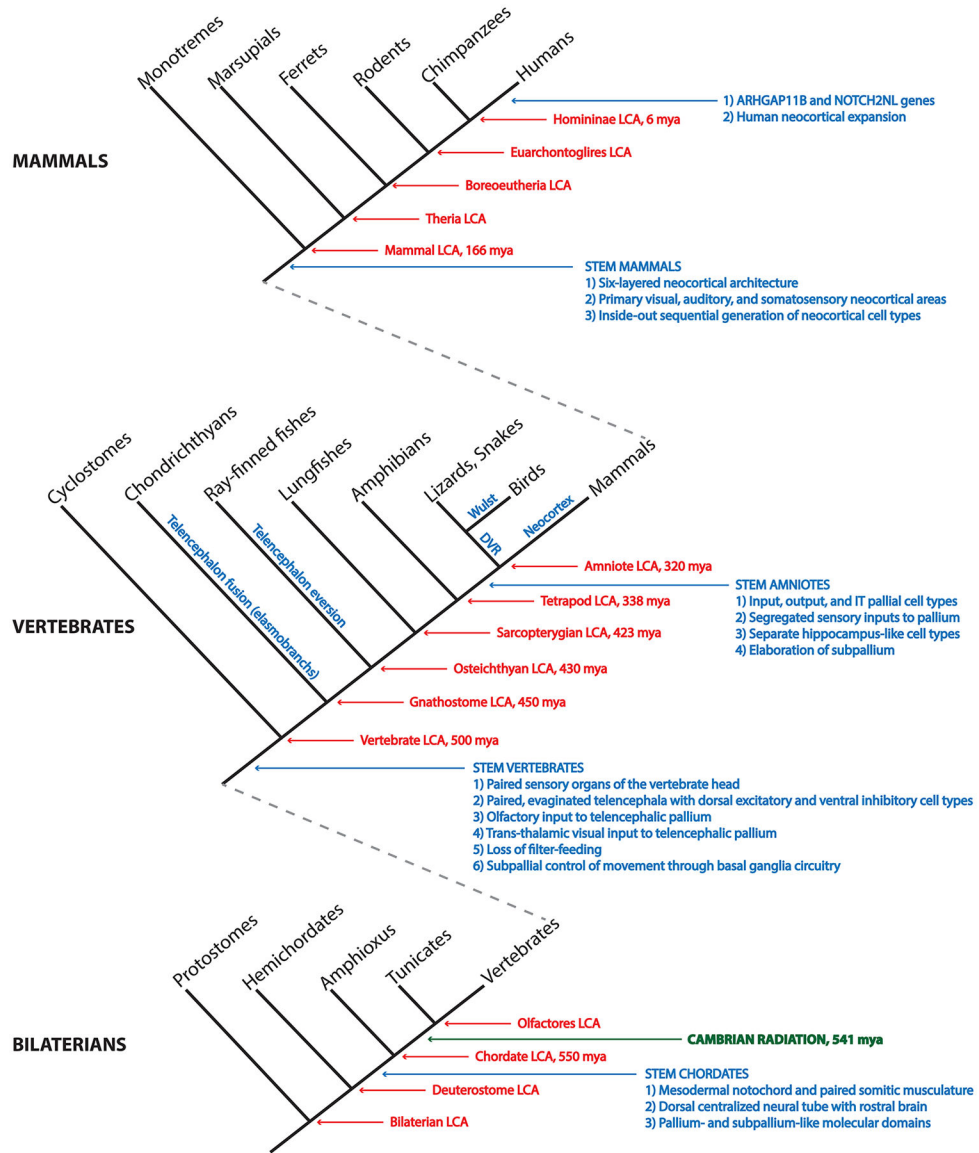 Monotremes
Marsupials
Ferrets
Rodents
Chimpanzees
Humans
1) ARHGAP11B and NOTCH2NL genes
2) Human neocortical expansion
Homininae LCA, 6 mya
MAMMALS
Euarchontoglires LCA
Boreoeutheria LCA
Theria LCA
Mammal LCA, 166 mya
STEM MAMMALS
1) Six-layered neocortical architecture
2) Primary visual, auditory, and somatosensory neocortical areas
3) Inside-out sequential generation of neocortical cell types
Cyclostomes
Chondrichthyans
Ray-finned fishes
Lungfishes
Amphibians
Lizards, Snakes
Birds
Mammals
Wulst
DVR
Neocortex
Telencephalon fusion (elasmobranchs)
Telencephalon eversion
Amniote LCA, 320 mya
STEM AMNIOTES
1) Input, output, and IT pallial cell types
2) Segregated sensory inputs to pallium
3) Separate hippocampus-like cell types
4) Elaboration of subpallium
Tetrapod LCA, 338 mya
VERTEBRATES
Sarcopterygian LCA, 423 mya
Osteichthyan LCA, 430 mya
Gnathostome LCA, 450 mya
Vertebrate LCA, 500 mya
STEM VERTEBRATES
1) Paired sensory organs of the vertebrate head
2) Paired, evaginated telencephala with dorsal excitatory and ventral inhibitory cell types
3) Olfactory input to telencephalic pallium
4) Trans-thalamic visual input to telencephalic pallium
5) Loss of filter-feeding
6) Subpallial control of movement through basal ganglia circuitry
Protostomes
Hemichordates
Amphioxus
Tunicates
Vertebrates
Olfactores LCA
BILATERIANS
CAMBRIAN RADIATION, 541 mya
Chordate LCA, 550 mya
STEM CHORDATES
1) Mesodermal notochord and paired somitic musculature
2) Dorsal centralized neural tube with rostral brain
3) Pallium- and subpallium-like molecular domains
Deuterostome LCA
Bilaterian LCA